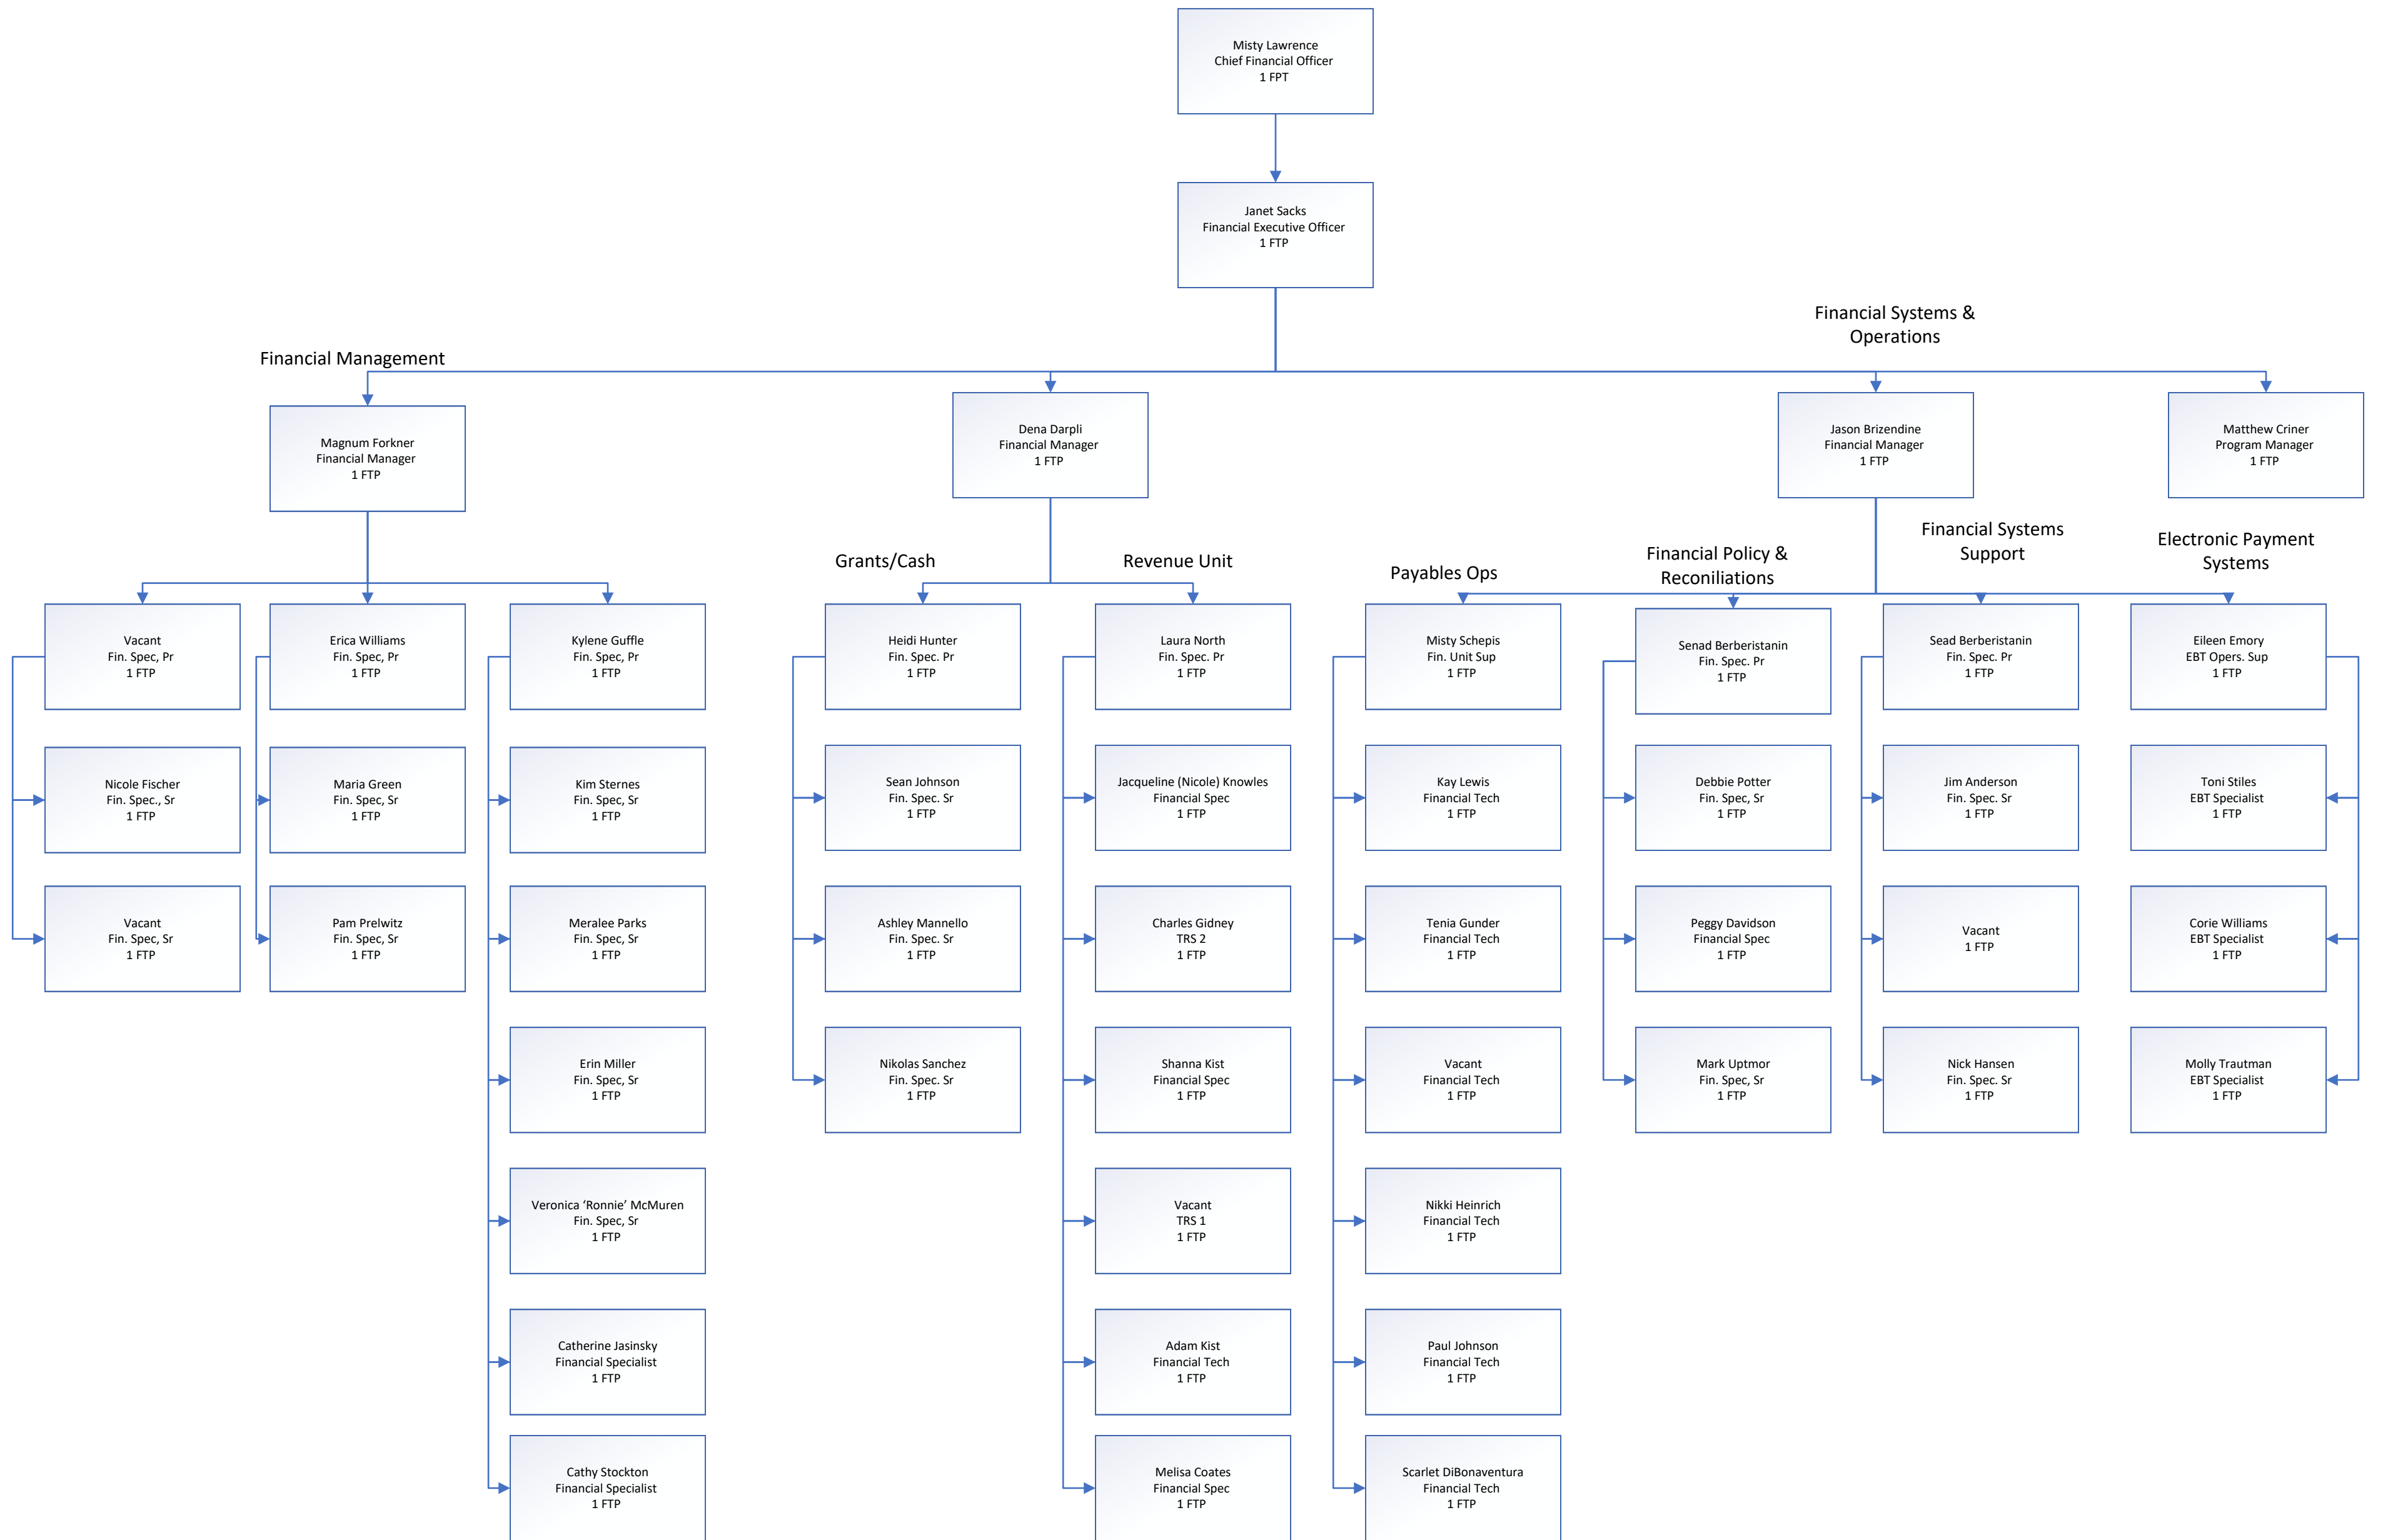 Misty Lawrence
Chief Financial Officer
1 FPT
Janet Sacks
Financial Executive Officer
1 FTP
Financial Systems &
Operations
Financial Management
Magnum Forkner
Financial Manager
1 FTP
Dena Darpli
Financial Manager
1 FTP
Jason Brizendine
Financial Manager
1 FTP
Matthew Criner
Program Manager
1 FTP
Grants/Cash
Revenue Unit
Payables Ops
Financial Policy &
Reconiliations
Financial Systems
Support
Electronic Payment
Systems
Vacant
Fin. Spec, Pr
1 FTP
Erica Williams
Fin. Spec, Pr
1 FTP
Kylene Guffle
Fin. Spec, Pr
1 FTP
Heidi Hunter
Fin. Spec. Pr
1 FTP
Laura North
Fin. Spec. Pr
1 FTP
Misty Schepis
Fin. Unit Sup
1 FTP
Senad Berberistanin
Fin. Spec. Pr
1 FTP
Sead Berberistanin
Fin. Spec. Pr
1 FTP
Eileen Emory
EBT Opers. Sup
1 FTP
Nicole Fischer
Fin. Spec., Sr
1 FTP
Maria Green
Fin. Spec, Sr
1 FTP
Kim Sternes
Fin. Spec, Sr
1 FTP
Sean Johnson
Fin. Spec. Sr
1 FTP
Jacqueline (Nicole) Knowles
Financial Spec
1 FTP
Kay Lewis
Financial Tech
1 FTP
Debbie Potter
Fin. Spec, Sr
1 FTP
Jim Anderson
Fin. Spec. Sr
1 FTP
Toni Stiles
EBT Specialist
1 FTP
Vacant
Fin. Spec, Sr
1 FTP
Pam Prelwitz
Fin. Spec, Sr
1 FTP
Meralee Parks
Fin. Spec, Sr
1 FTP
Ashley Mannello
Fin. Spec. Sr
1 FTP
Charles Gidney
TRS 2
1 FTP
Tenia Gunder
Financial Tech
1 FTP
Peggy Davidson
Financial Spec
1 FTP
Vacant
1 FTP
Corie Williams
EBT Specialist
1 FTP
Erin Miller
Fin. Spec, Sr
1 FTP
Nikolas Sanchez
Fin. Spec. Sr
1 FTP
Shanna Kist
Financial Spec
1 FTP
Vacant
Financial Tech
1 FTP
Mark Uptmor
Fin. Spec, Sr
1 FTP
Nick Hansen
Fin. Spec. Sr
1 FTP
Molly Trautman
EBT Specialist
1 FTP
Veronica ‘Ronnie’ McMuren
Fin. Spec, Sr
1 FTP
Vacant
TRS 1
1 FTP
Nikki Heinrich
Financial Tech
1 FTP
Catherine Jasinsky
Financial Specialist
1 FTP
Adam Kist
Financial Tech
1 FTP
Paul Johnson
Financial Tech
1 FTP
Cathy Stockton
Financial Specialist
1 FTP
Melisa Coates
Financial Spec
1 FTP
Scarlet DiBonaventura
Financial Tech
1 FTP